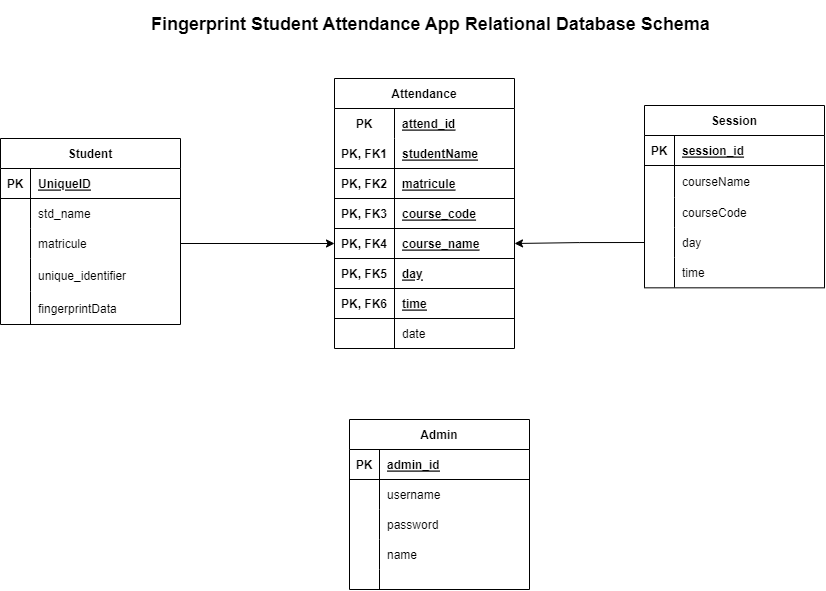 Fingerprint Student Attendance App Relational Database Schema
Student
PK UniqueID
std_name
matricule
unique_identifier
fingerprintData
Attendance
PK attend_id
PK, FK1 studentName
PK, FK2 matricule
PK, FK3 course_code
PK, FK4 course_name
PK, FK5 day
PK, FK6 time
date
Session
PK session_id
courseName
courseCode
day
time
Admin
PK admin_id
username
password
name